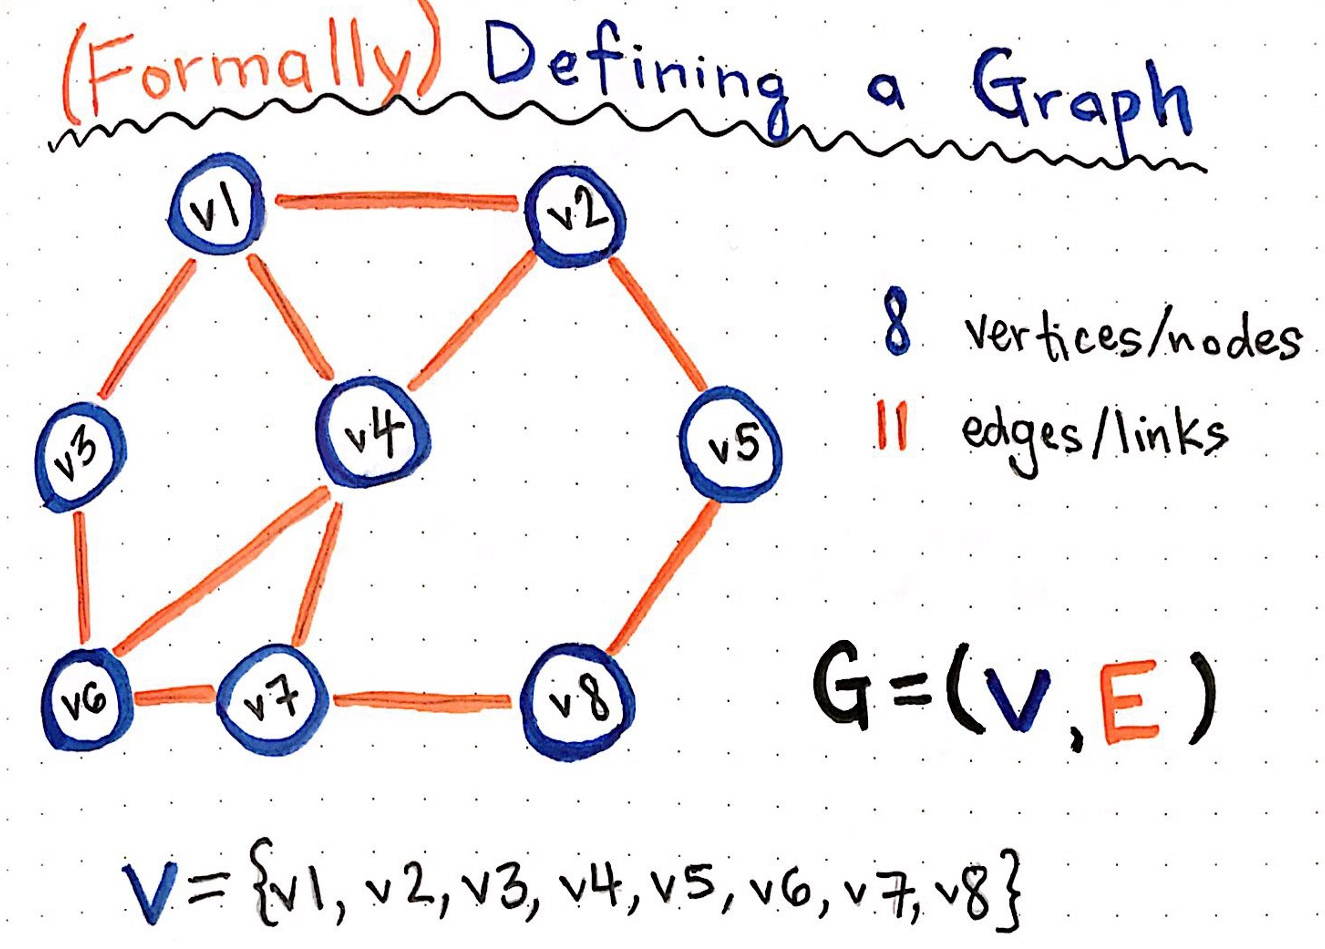 (Formally) Defining a Graph
v1 v2
8 vertices/nodes
v3 v4 v5
11 edges/links
v6 v7 v8
G=(V,E)
V={v1, v2, v3, v4, v5, v6, v7, v8}